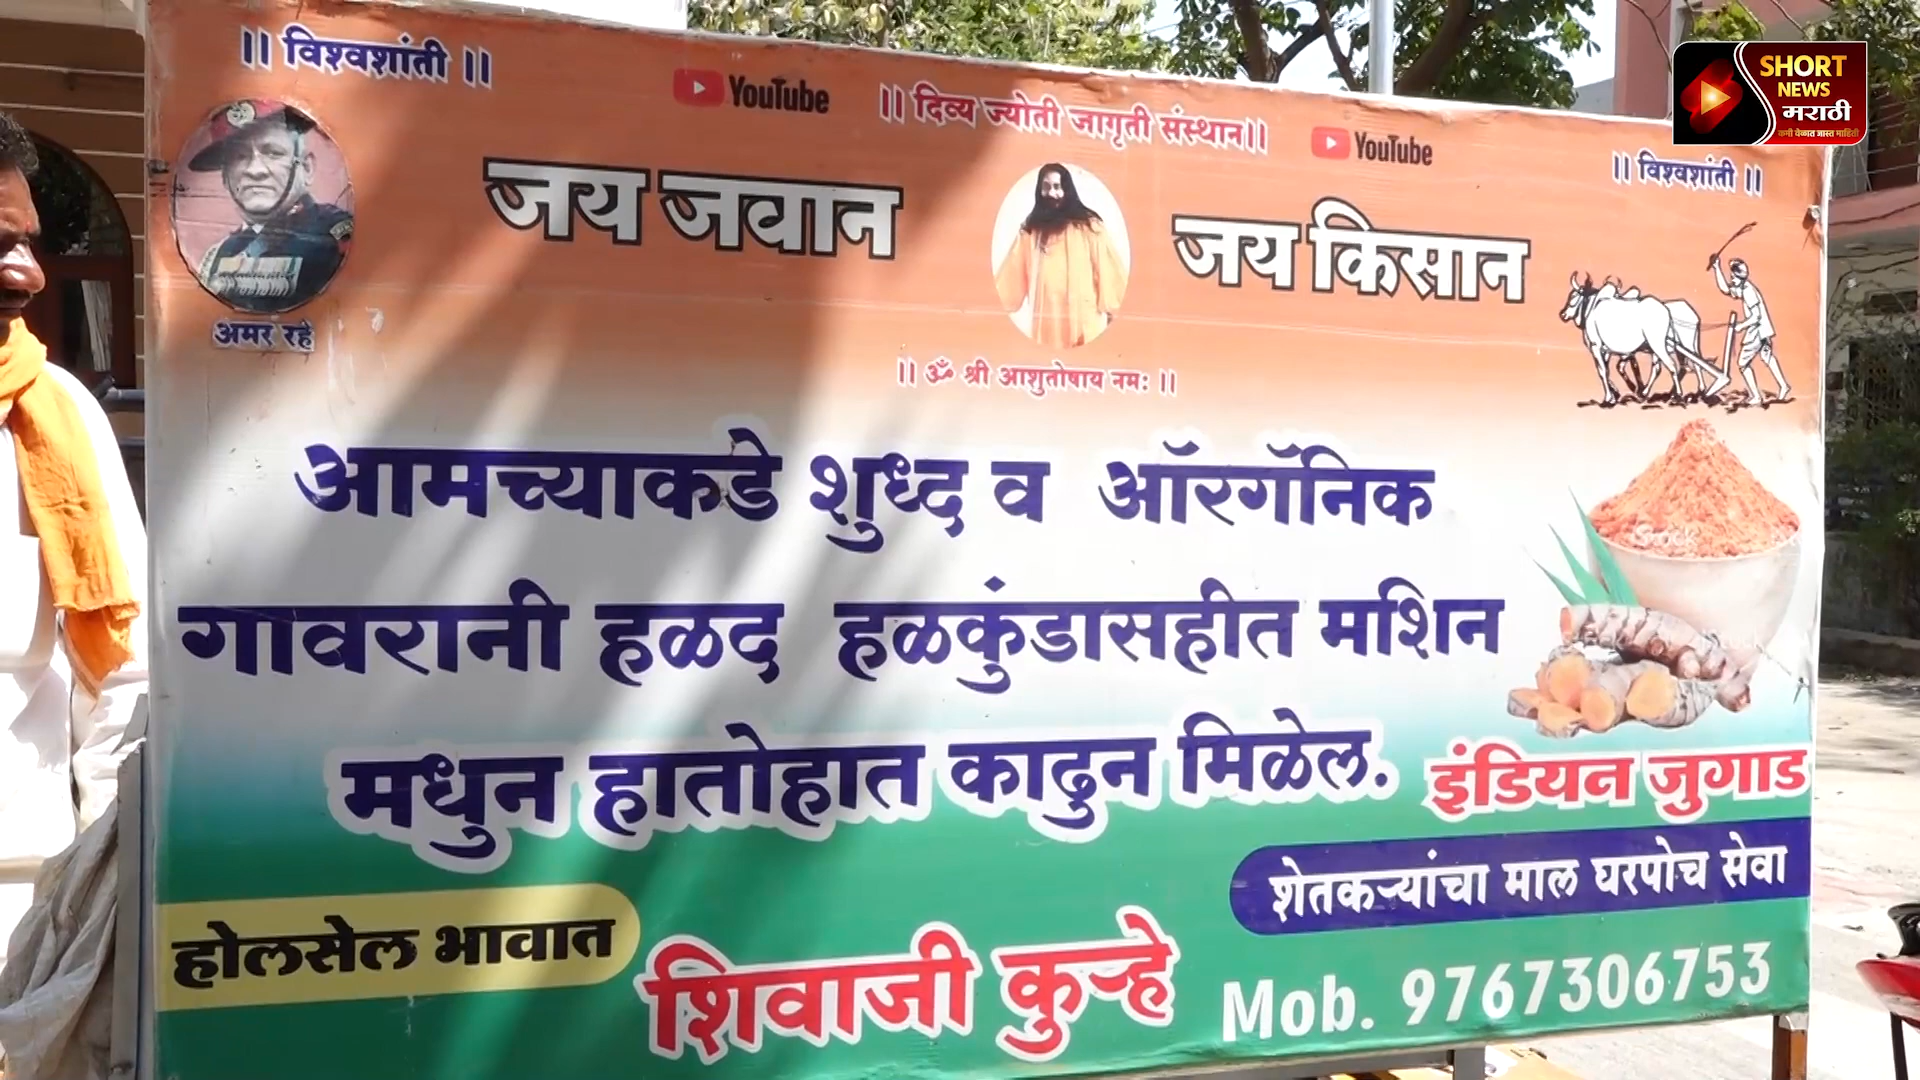 || विश्वशांती ||
YouTube
|| दिव्य ज्योती जागृती संस्थान||
YouTube
|| विश्वशांती ||
SHORT
NEWS
मराठी
कमी वेळात जास्त माहिती
जय जवान
जय किसान
अमर रहे
|| ॐ श्री आशुतोषाय नमः ||
आमच्याकडे शुध्द व ऑरगॅनिक
गावरानी हळद हळकुंडासहीत मशिन
मधुन हातोहात काढुन मिळेल.
इंडियन जुगाड
शेतकऱ्यांचा माल घरपोच सेवा
होलसेल भावात
शिवाजी कुऱ्हे
Mob. 9767306753